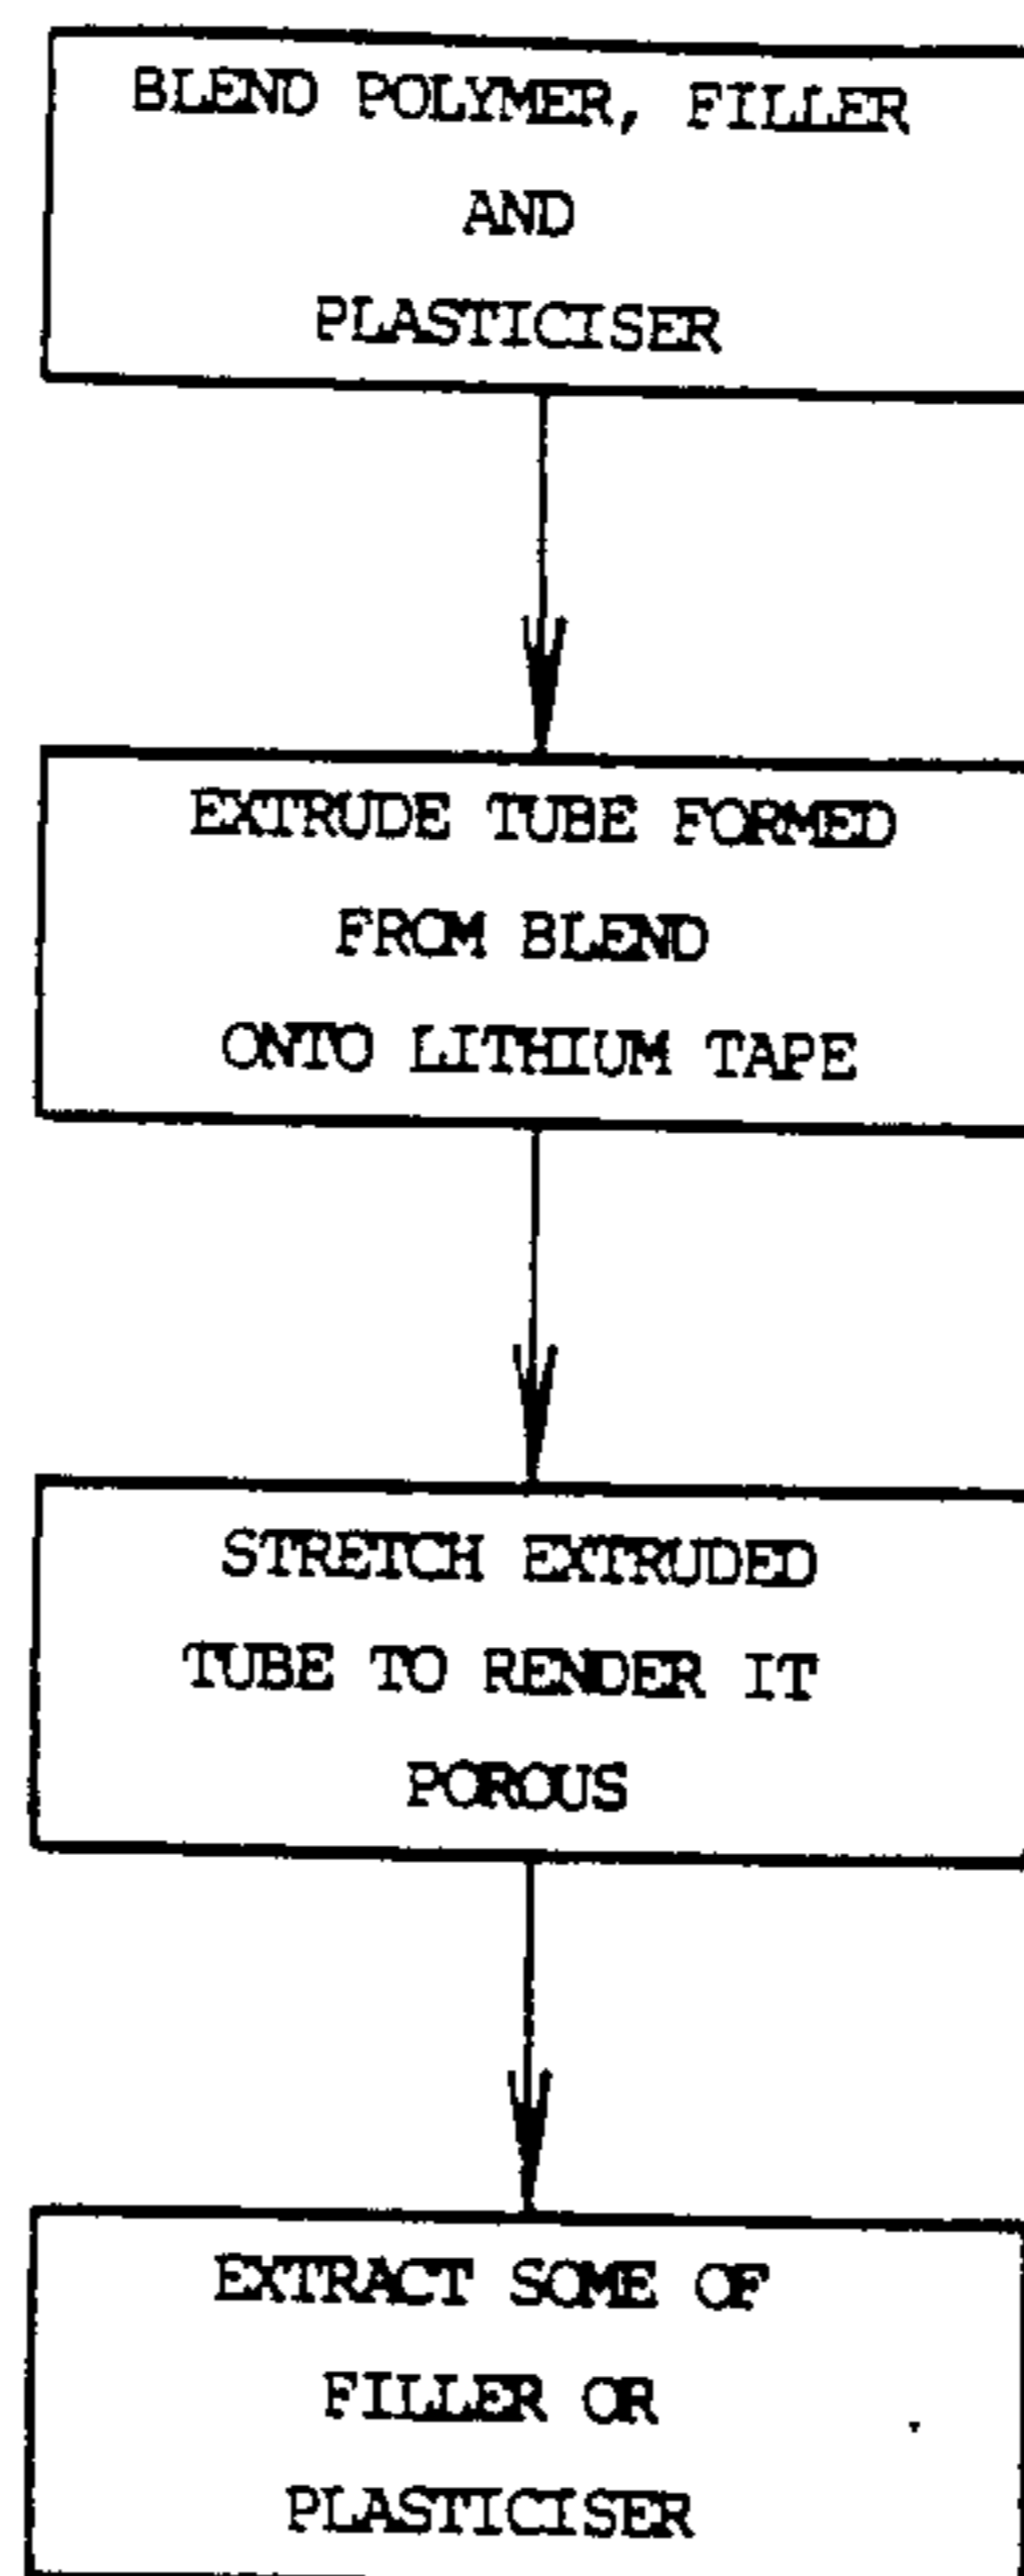 BLEND POLYMER, FILLER
AND
PLASTICISER
EXTRUDE TUBE FORMED
FROM BLEND
ONTO LITHIUM TAPE
STRETCH EXTRUDED
TUBE TO RENDER IT
POROUS
EXTRACT SOME OF
FILLER OR
PLASTICISER